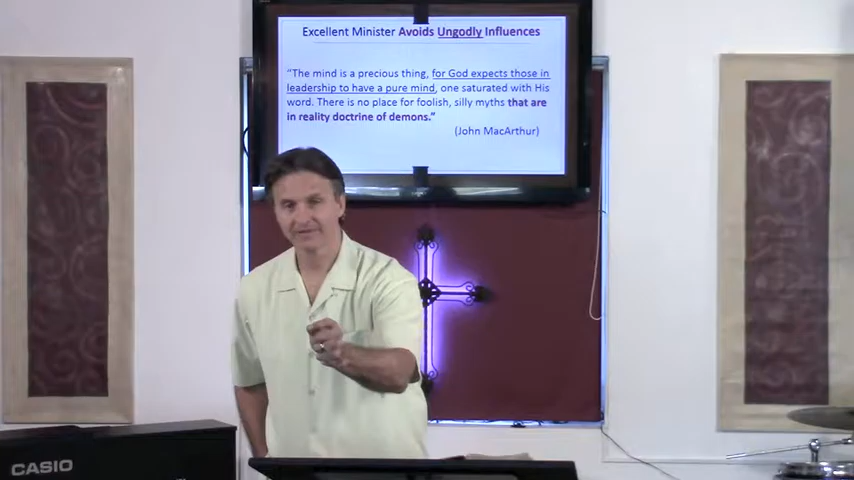 Excellent Minister Avoids Ungodly Influences
“The mind is a precious thing, for God expects those in
leadership to have a pure mind, one saturated with His
word. There is no place for foolish, silly myths that are
in reality doctrine of demons.”
(John MacArthur)
CASIO